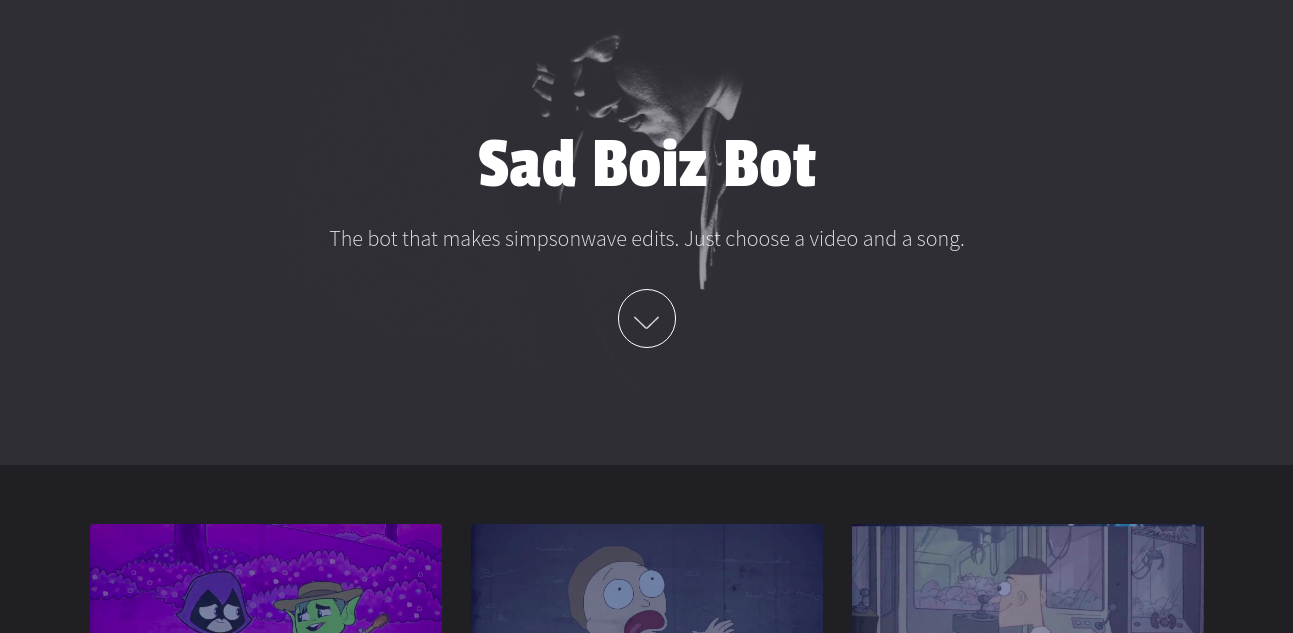 Sad Boiz Bot
The bot that makes simpsonwave edits. Just choose a video and a song.